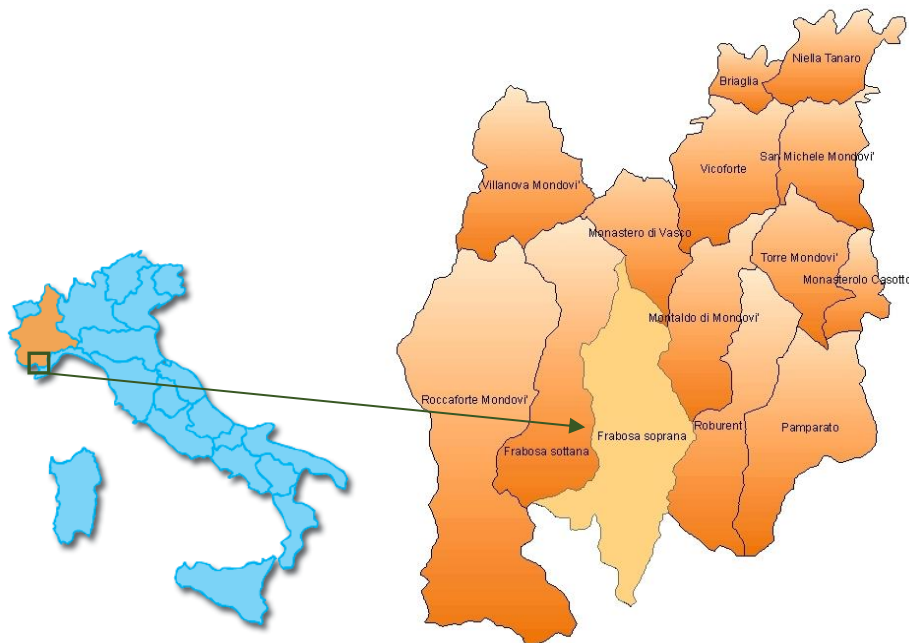 Niella Tanaro
Briaglia
San Michele Mondovi'
Vicoforte
Villanova Mondovi'
Monastero di Vasco
Torre Mondovi'
Monasterolo Casotto
Montaldo di Mondovi'
Roccaforte Mondovi'
Roburent
Pamparato
Frabosa soprana
Frabosa sottana